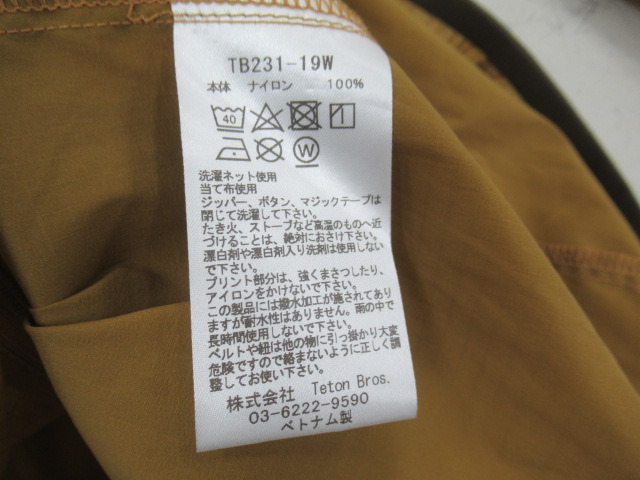 TB231-19W
本体 ナイロン 100%
40
W
洗濯ネット使用
当て布使用
ジッパー、ボタン、マジックテープは
閉じて洗濯して下さい。
たき火、ストーブなど高温のものへ近
づけることは、絶対におさけ下さい。
漂白剤や漂白剤入り洗剤は使用しない
で下さい。
プリント部分は、強くまさつしたり、
アイロンをかけないで下さい。
この製品には撥水加工が施されており
ますが耐水性はありません。雨の中で
長時間使用しないで下さい。
ベルトや紐は他の物に引っ掛かり大変
危険ですので絡まないように正しく調
整してお使い下さい。
株式会社 Teton Bros.
03-6222-9590
ベトナム製